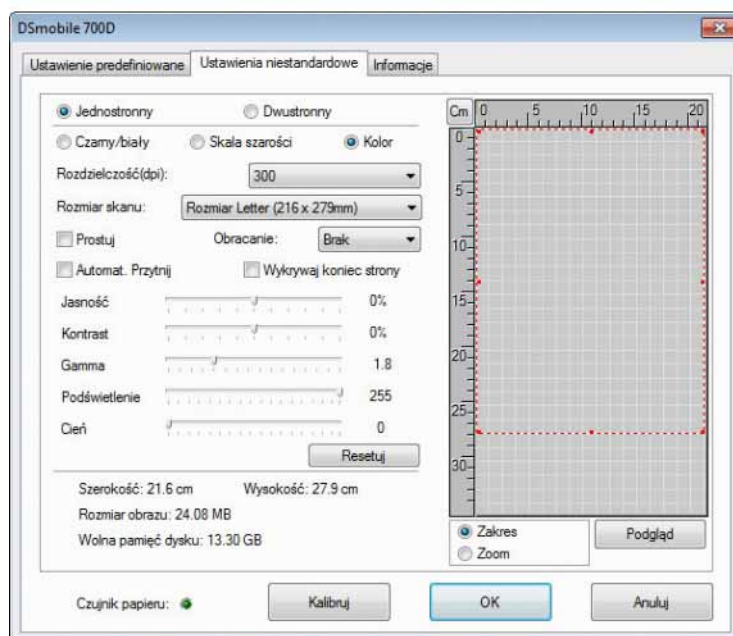 DSmobile 700D
Ustawienie predefiniowane Ustawienia niestandardowe Informacje
Jednostronny Dwustronny
Czarny/biały Skala szarości Kolor
Rozdzielczość(dpi): 300
Rozmiar skanu: Rozmiar Letter (216 x 279mm)
Prostuj Obracanie: Brak
Automat. Przytnij Wykrywaj koniec strony
Jasność 0%
Kontrast 0%
Gamma 1.8
Podświetlenie 255
Cień 0
Resetuj
Szerokość: 21.6 cm Wysokość: 27.9 cm
Rozmiar obrazu: 24.08 MB
Wolna pamięć dysku: 13.30 GB
Cm 0 5 10 15 20
0
5
10
15
20
25
30
Zakres
Zoom
Podgląd
Czujnik papieru: Kalibruj OK Anuluj